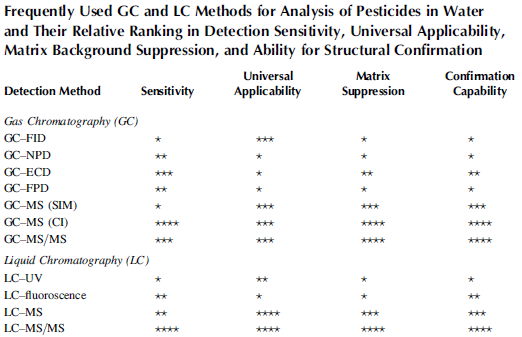 Frequently Used GC and LC Methods for Analysis of Pesticides in Water
and Their Relative Ranking in Detection Sensitivity, Universal Applicability,
Matrix Background Suppression, and Ability for Structural Confirmation
Universal Matrix Confirmation
Detection Method Sensitivity Applicability Suppression Capability
Gas Chromatography (GC)
GC–FID * *** * *
GC–NPD ** * * *
GC–ECD *** * ** **
GC–FPD ** * * *
GC–MS (SIM) * *** *** ***
GC–MS (CI) **** *** **** ****
GC–MS/MS *** *** **** ****
Liquid Chromatography (LC)
LC–UV * ** * *
LC–fluoroscence ** * * **
LC–MS ** **** *** ***
LC–MS/MS **** **** **** ****